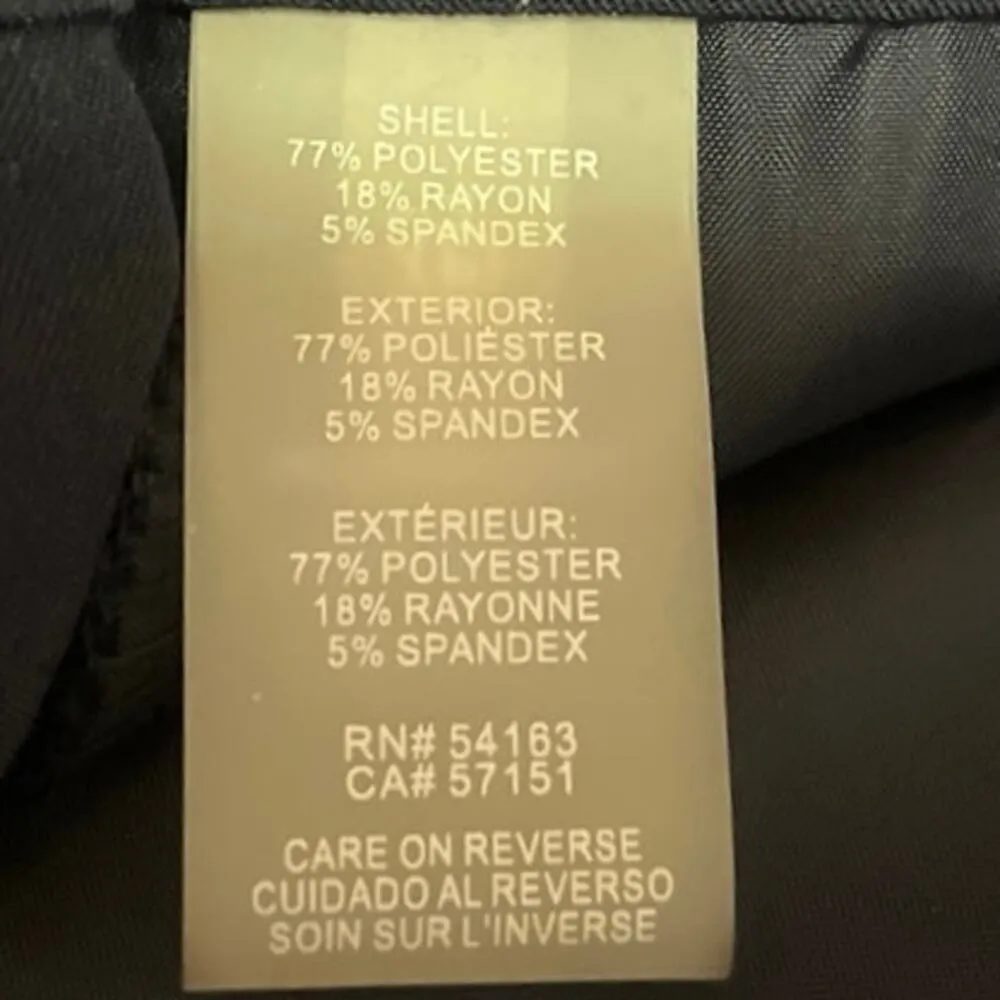 SHELL:
77% POLYESTER
18% RAYON
5% SPANDEX
EXTERIOR:
77% POLIÉSTER
18% RAYON
5% SPANDEX
EXTÉRIEUR:
77% POLYESTER
18% RAYONNE
5% SPANDEX
RN# 54163
CA# 57151
CARE ON REVERSE
CUIDADO AL REVERSO
SOIN SUR L'INVERSE